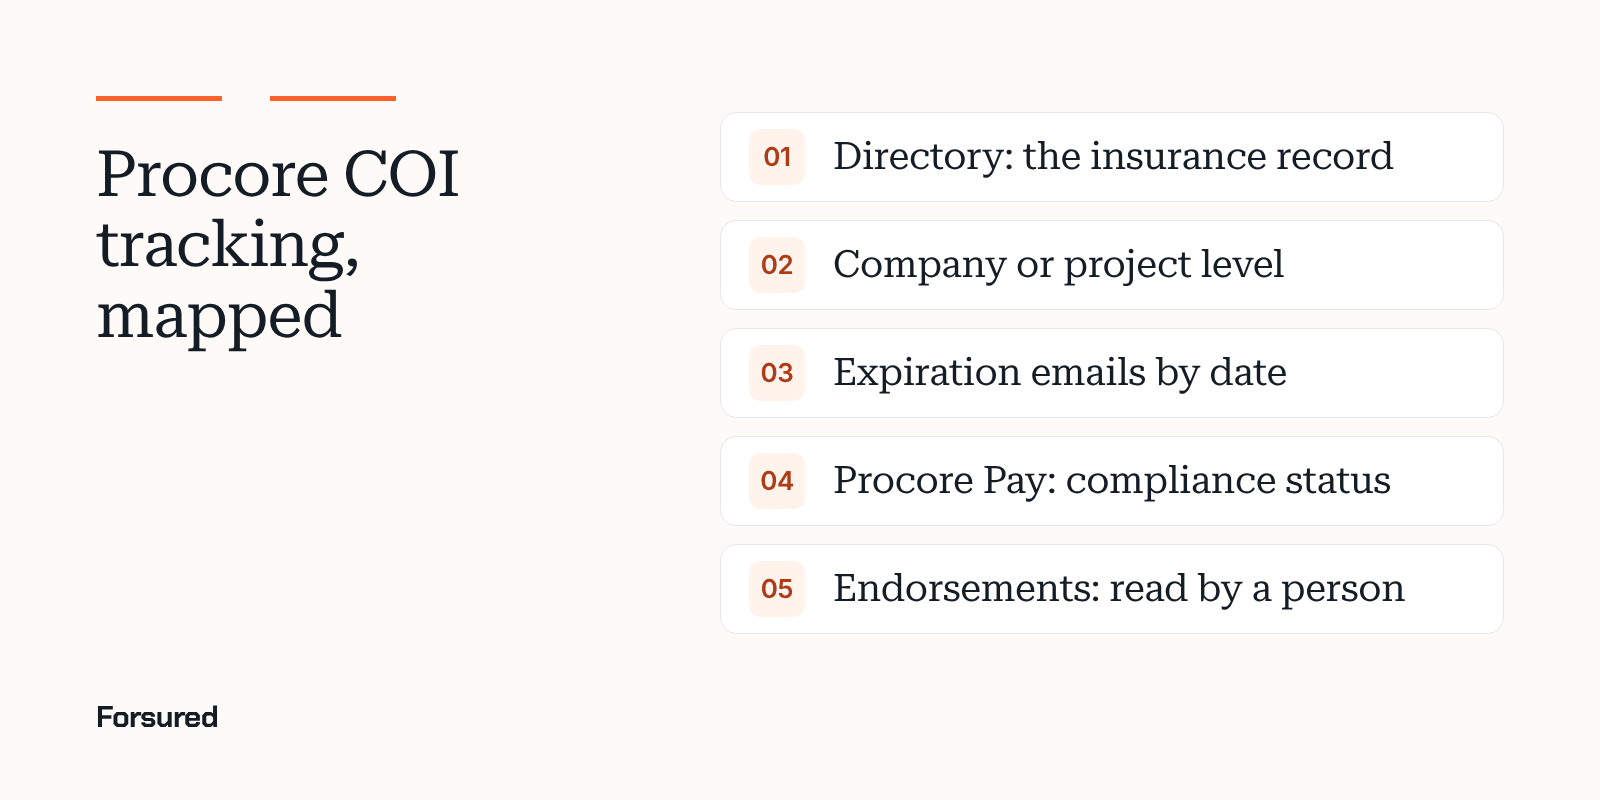 Procore COI
tracking,
mapped
01 Directory: the insurance record
02 Company or project level
03 Expiration emails by date
04 Procore Pay: compliance status
05 Endorsements: read by a person
Forsured